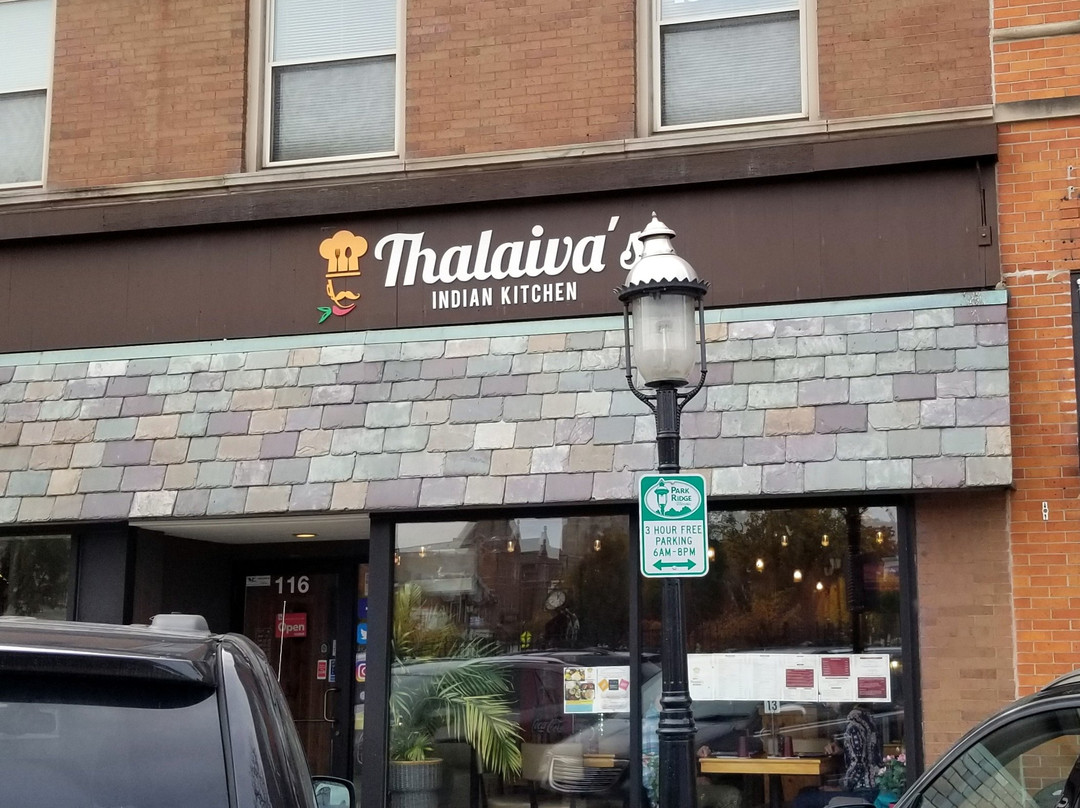 Thalaiva's
INDIAN KITCHEN
PARK
RIDGE
3 HOUR FREE
PARKING
6AM-8PM
116
Open
13